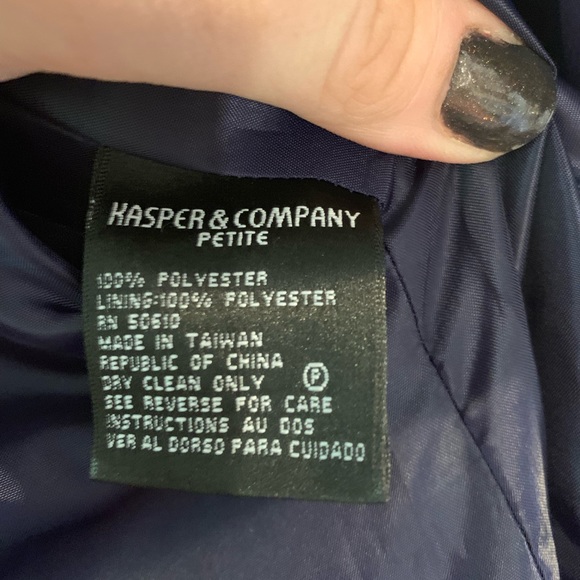 KASPER & COMPANY
PETITE
100% POLYESTER
LINING-100% POLYESTER
RN 50610
MADE IN TAIWAN
REPUBLIC OF CHINA
DRY CLEAN ONLY Ⓟ
SEE REVERSE FOR CARE
INSTRUCTIONS AU DOS
VER AL DORSO PARA CUIDADO